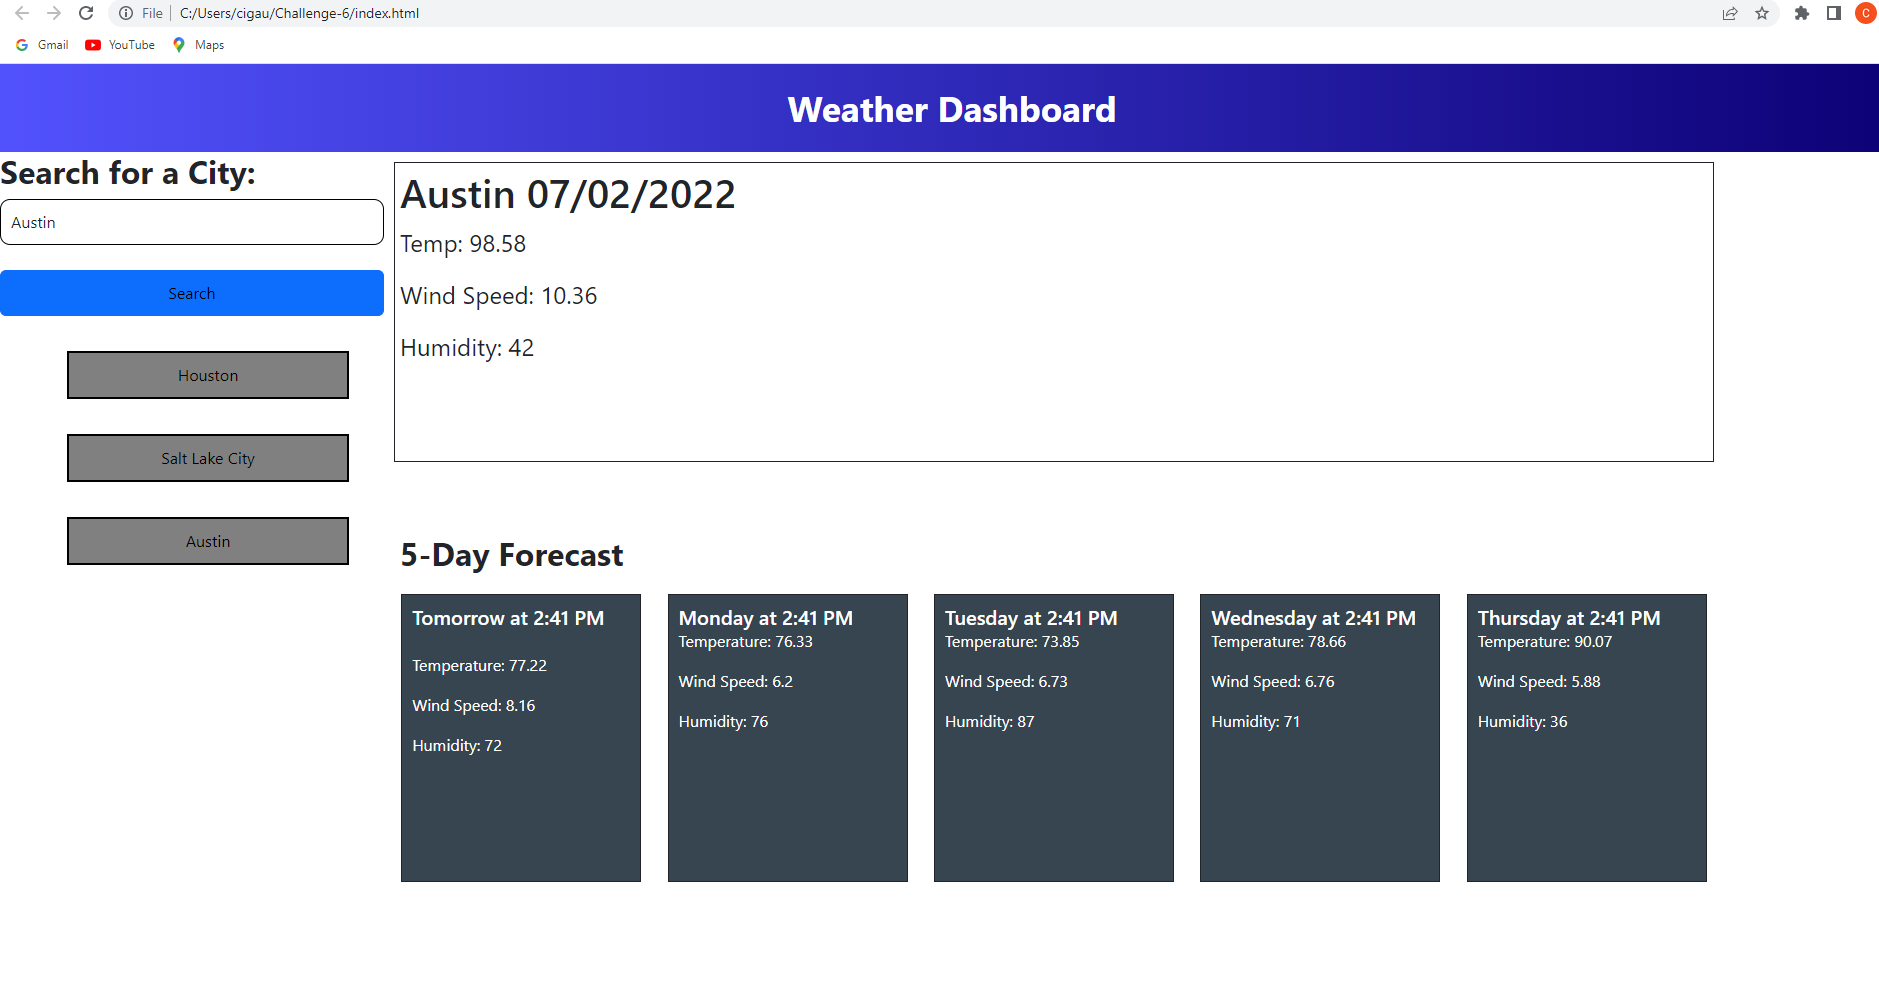 File
C:/Users/cigau/Challenge-6/index.html
C
Gmail
YouTube
Maps
Weather Dashboard
Search for a City:
Austin
Search
Houston
Salt Lake City
Austin
Austin 07/02/2022
Temp: 98.58
Wind Speed: 10.36
Humidity: 42
5-Day Forecast
Tomorrow at 2:41 PM
Temperature: 77.22
Wind Speed: 8.16
Humidity: 72
Monday at 2:41 PM
Temperature: 76.33
Wind Speed: 6.2
Humidity: 76
Tuesday at 2:41 PM
Temperature: 73.85
Wind Speed: 6.73
Humidity: 87
Wednesday at 2:41 PM
Temperature: 78.66
Wind Speed: 6.76
Humidity: 71
Thursday at 2:41 PM
Temperature: 90.07
Wind Speed: 5.88
Humidity: 36